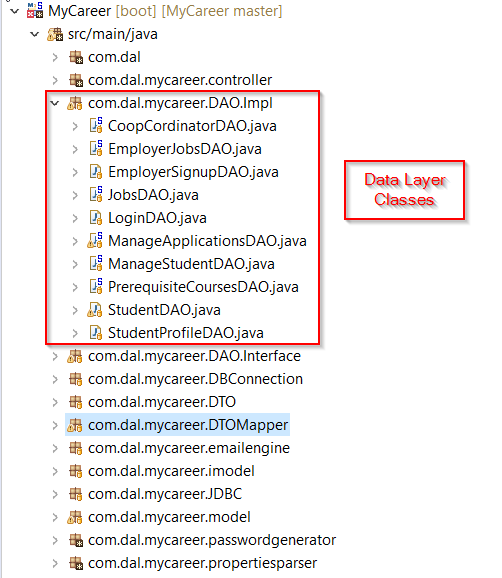 MyCareer [boot] [MyCareer master]
src/main/java
com.dal
com.dal.mycareer.controller
com.dal.mycareer.DAO.Impl
CoopCordinatorDAO.java
EmployerJobsDAO.java
EmployerSignupDAO.java
JobsDAO.java
LoginDAO.java
ManageApplicationsDAO.java
ManageStudentDAO.java
PrerequisiteCoursesDAO.java
StudentDAO.java
StudentProfileDAO.java
Data Layer
Classes
com.dal.mycareer.DAO.Interface
com.dal.mycareer.DBConnection
com.dal.mycareer.DTO
com.dal.mycareer.DTOMapper
com.dal.mycareer.emailengine
com.dal.mycareer.imodel
com.dal.mycareer.JDBC
com.dal.mycareer.model
com.dal.mycareer.passwordgenerator
com.dal.mycareer.propertiesparser